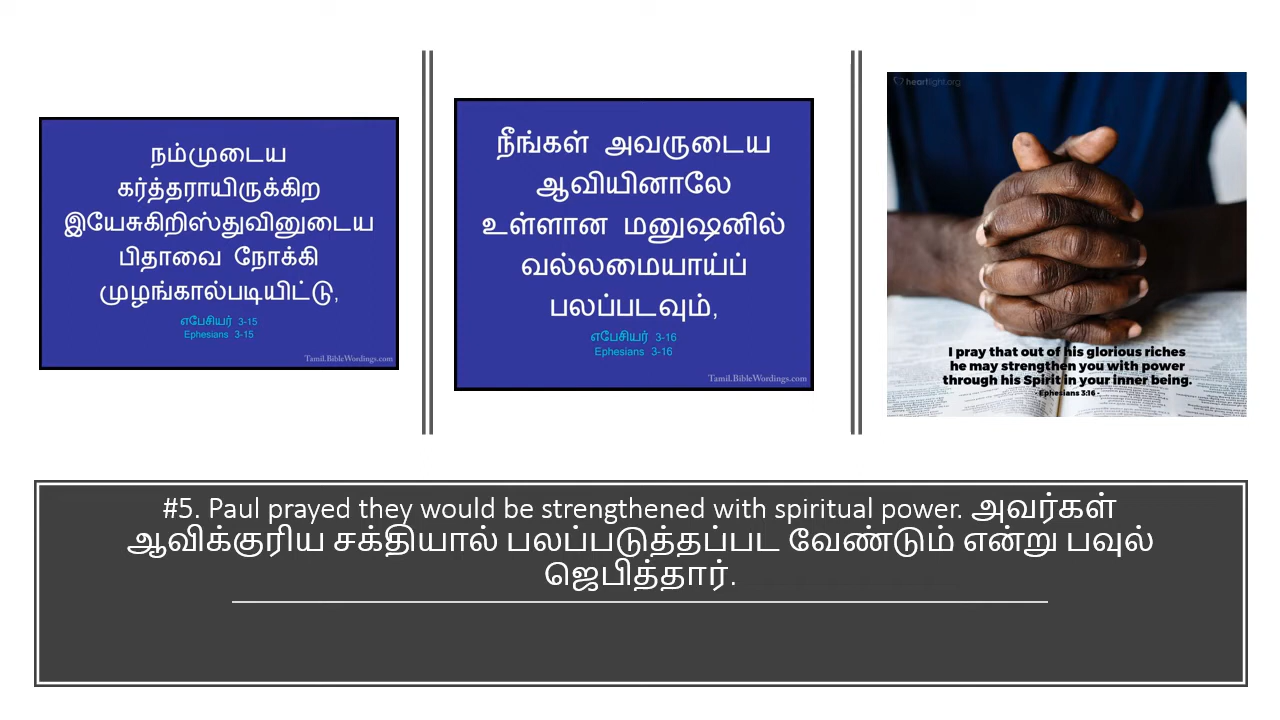 நம்முடைய
கர்த்தராயிருக்கிற
இயேசுகிறிஸ்துவினுடைய
பிதாவை நோக்கி
முழங்கால்படியிட்டு,
எபேசியர் 3-15
Ephesians 3-15
Tamil.BibleWordings.com
நீங்கள் அவருடைய
ஆவியினாலே
உள்ளான மனுஷனில்
வல்லமையாய்ப்
பலப்படவும்,
எபேசியர் 3-16
Ephesians 3-16
Tamil.BibleWordings.com
heartlight.org
I pray that out of his glorious riches
he may strengthen you with power
through his Spirit in your inner being.
- Ephesians 3:16 -
#5. Paul prayed they would be strengthened with spiritual power. அவர்கள்
ஆவிக்குரிய சக்தியால் பலப்படுத்தப்பட வேண்டும் என்று பவுல்
ஜெபித்தார்.